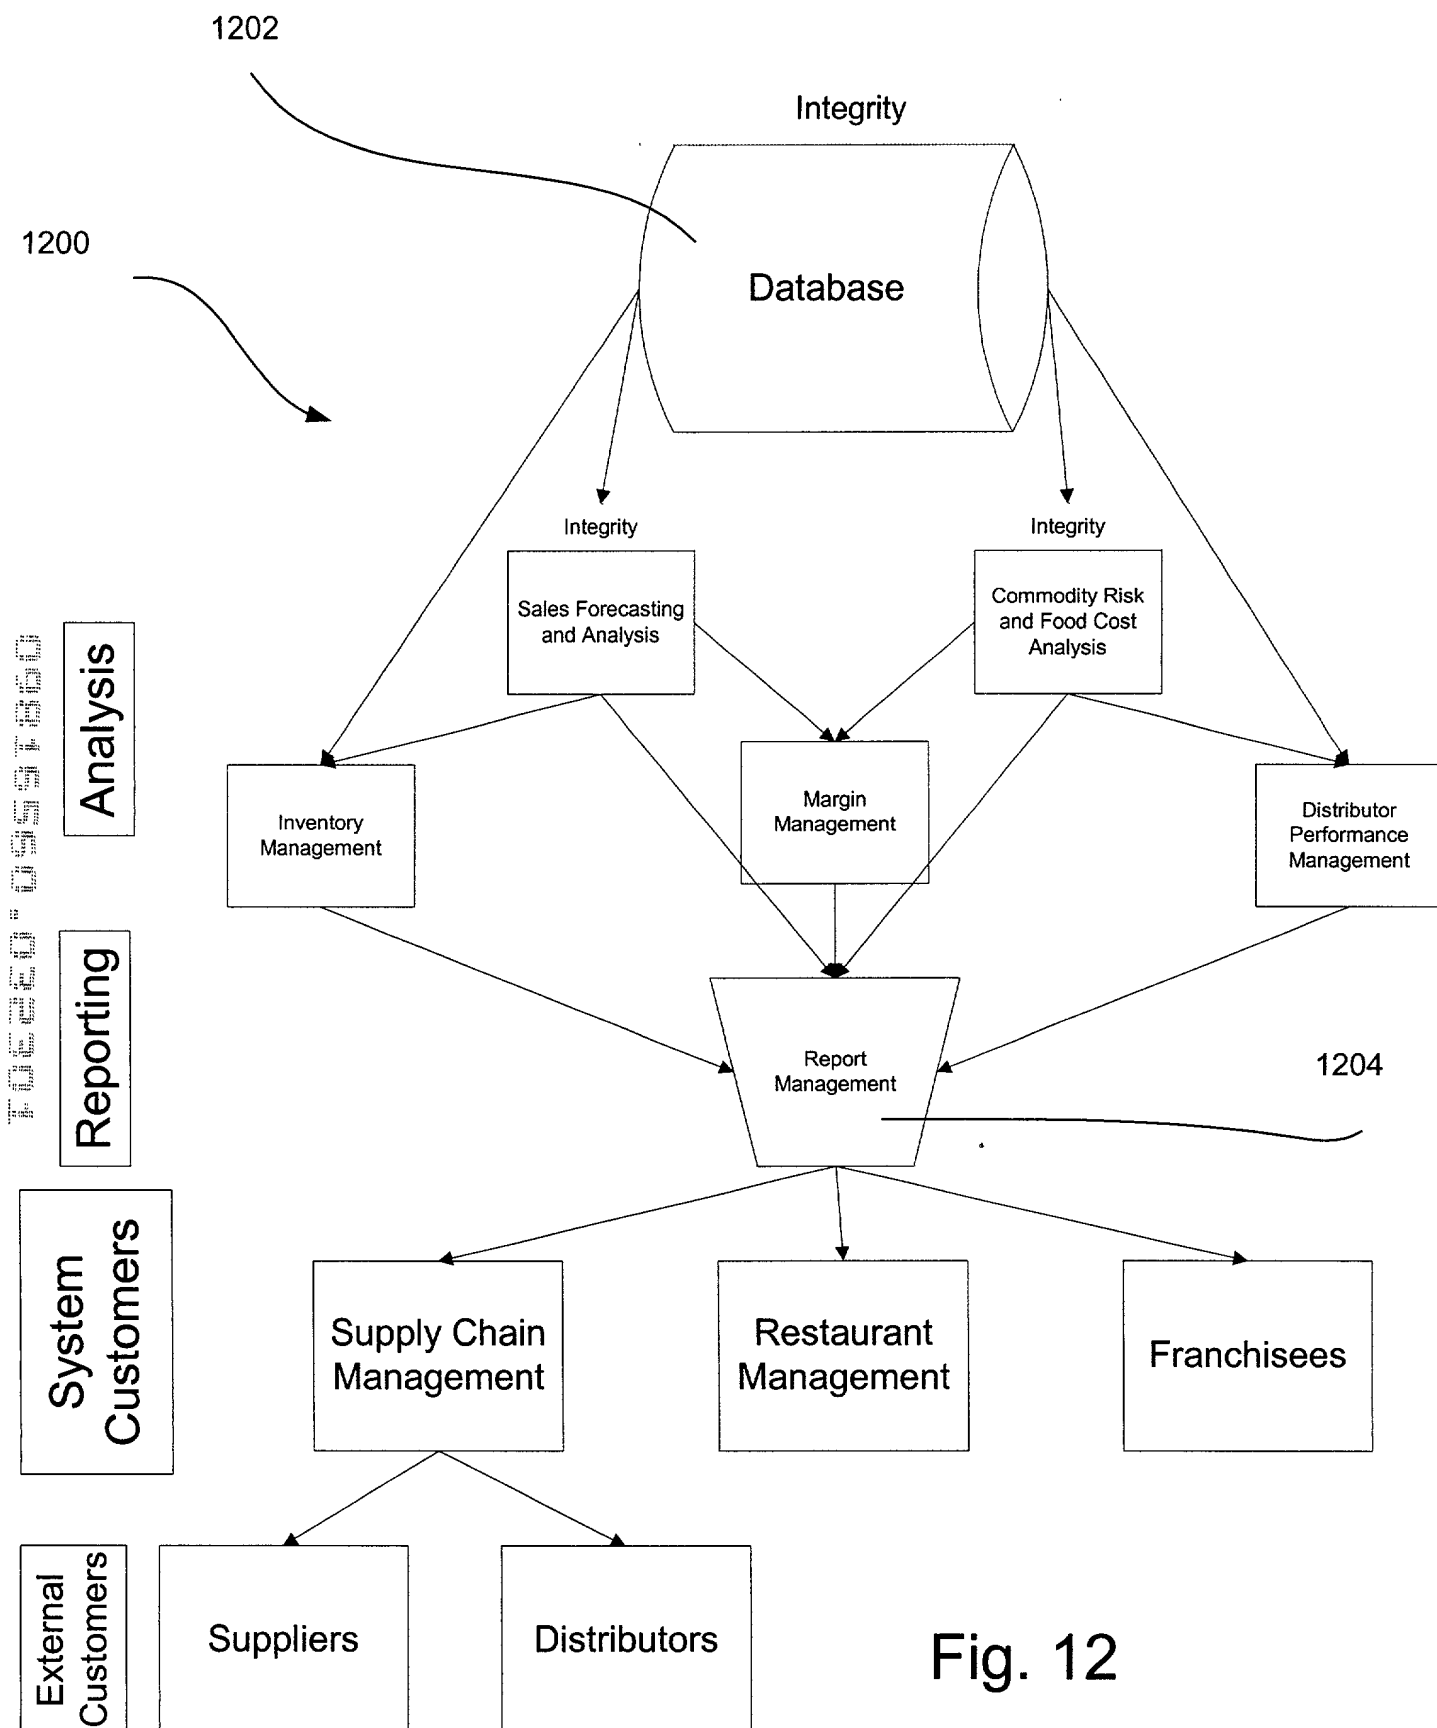 1202
Integrity
1200
Database
Integrity
Integrity
Sales Forecasting
and Analysis
Commodity Risk
and Food Cost
Analysis
Analysis
Inventory
Management
Margin
Management
Distributor
Performance
Management
Reporting
Report
Management
1204
System
Customers
Supply Chain
Management
Restaurant
Management
Franchisees
External
Customers
Suppliers
Distributors
Fig. 12